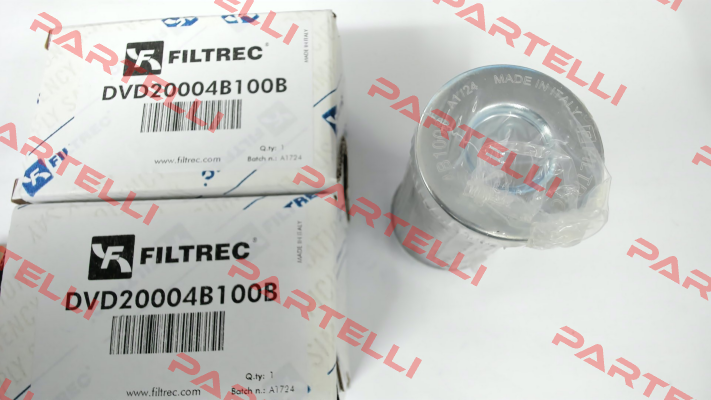 FILTREC
MADE IN ITALY
DVD20004B100B
Q.ty: 1
www.filtrec.com
Batch n.: A1724
FILTREC
MADE IN ITALY
DVD20004B100B
Q.ty: 1
www.filtrec.com
Batch n.: A1724
MADE IN ITALY
PARTELLI
PARTELLI
PARTELLI
PARTELLI
PARTELLI
PARTELLI
PARTELLI